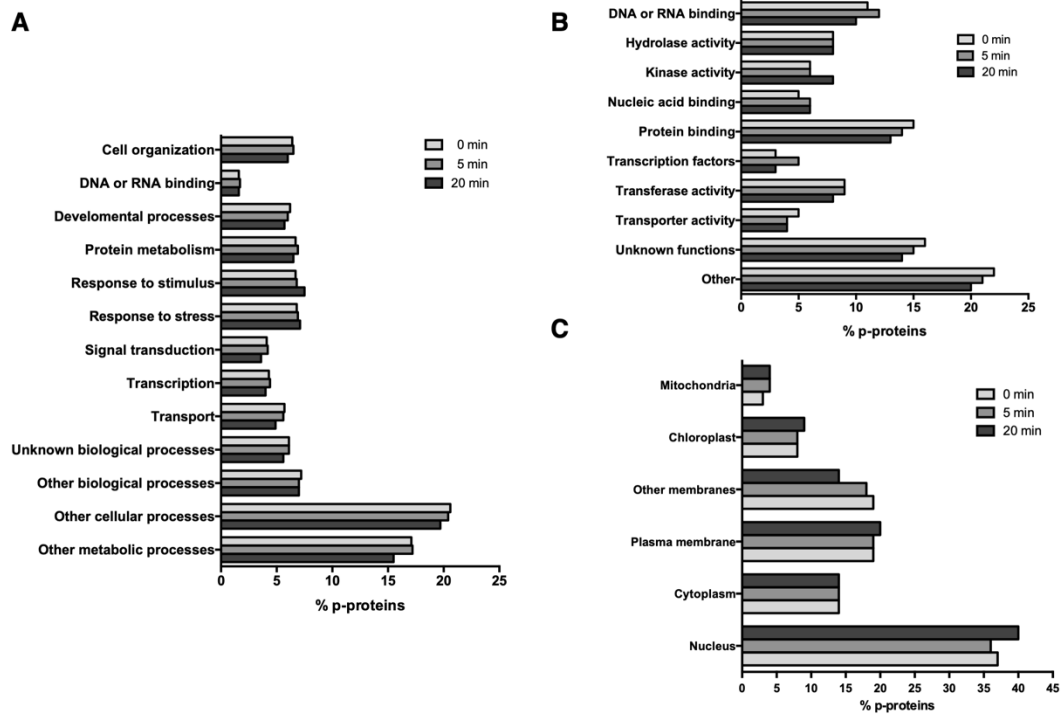 A
0 min
5 min
20 min
Cell organization
DNA or RNA binding
Develomental processes
Protein metabolism
Response to stimulus
Response to stress
Signal transduction
Transcription
Transport
Unknown biological processes
Other biological processes
Other cellular processes
Other metabolic processes
0 5 10 15 20 25
% p-proteins
B
0 min
5 min
20 min
DNA or RNA binding
Hydrolase activity
Kinase activity
Nucleic acid binding
Protein binding
Transcription factors
Transferase activity
Transporter activity
Unknown functions
Other
0 5 10 15 20 25
% p-proteins
C
0 min
5 min
20 min
Mitochondria
Chloroplast
Other membranes
Plasma membrane
Cytoplasm
Nucleus
0 5 10 15 20 25 30 35 40 45
% p-proteins